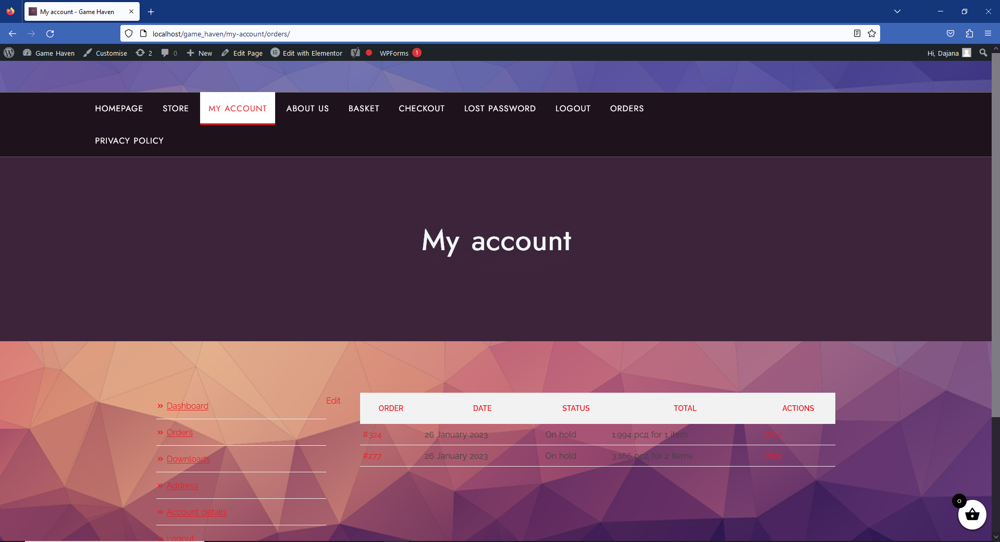 My account - Game Haven
localhost/game_haven/my-account/orders/
Game Haven Customise 2 0 New Edit Page Edit with Elementor WPForms 1 Hi, Dajana
HOMEPAGE STORE MY ACCOUNT ABOUT US BASKET CHECKOUT LOST PASSWORD LOGOUT ORDERS
PRIVACY POLICY
My account
Edit
» Dashboard
» Orders
» Downloads
» Address
» Account details
» Logout
ORDER DATE STATUS TOTAL ACTIONS
#324 26 January 2023 On hold 1.994 рсд for 1 item View
#277 26 January 2023 On hold 3.166 рсд for 2 items View
0